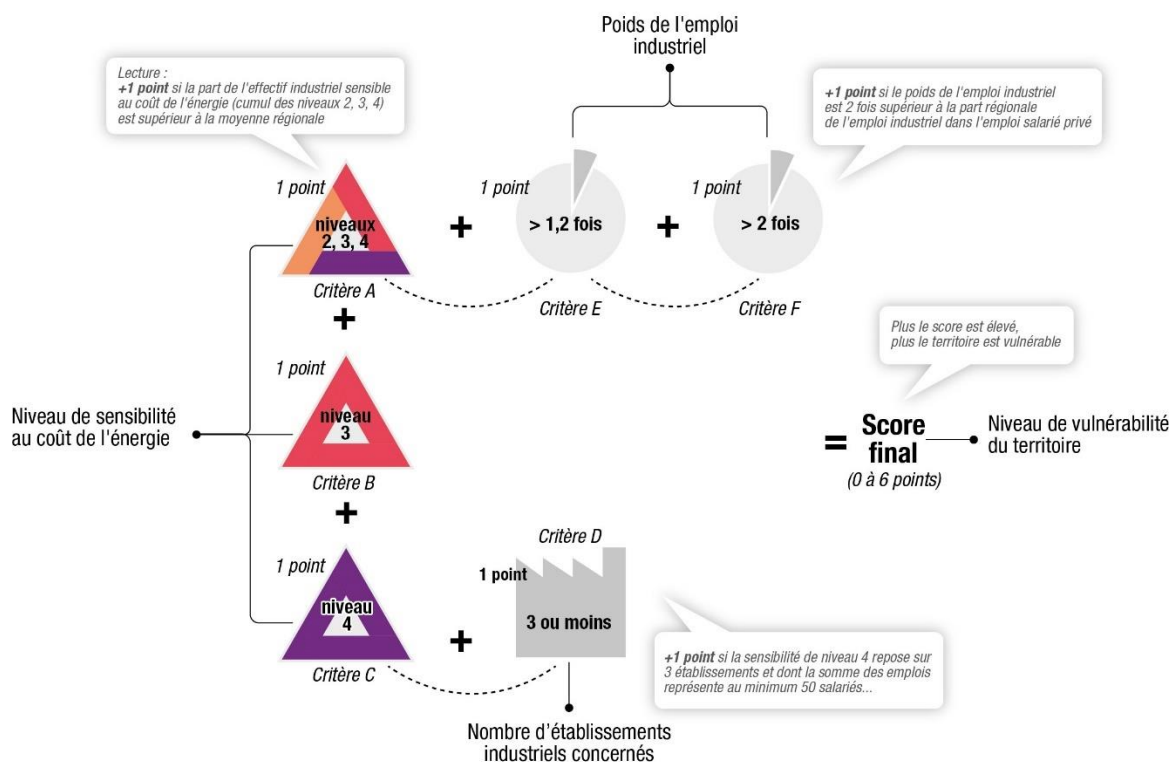 Poids de l'emploi
industriel
Lecture :
+1 point si la part de l'effectif industriel sensible
au coût de l'énergie (cumul des niveaux 2, 3, 4)
est supérieur à la moyenne régionale
+1 point si le poids de l'emploi industriel
est 2 fois supérieur à la part régionale
de l'emploi industriel dans l'emploi salarié privé
1 point
niveaux
2, 3, 4
Critère A
+
1 point
> 1,2 fois
Critère E
+
1 point
> 2 fois
Critère F
+
Niveau de sensibilité
au coût de l'énergie
1 point
niveau
3
Critère B
+
1 point
niveau
4
Critère C
+
Critère D
1 point
3 ou moins
Nombre d'établissements
industriels concernés
+1 point si la sensibilité de niveau 4 repose sur
3 établissements et dont la somme des emplois
représente au minimum 50 salariés...
Plus le score est élevé,
plus le territoire est vulnérable
= Score
final
(0 à 6 points)
Niveau de vulnérabilité
du territoire